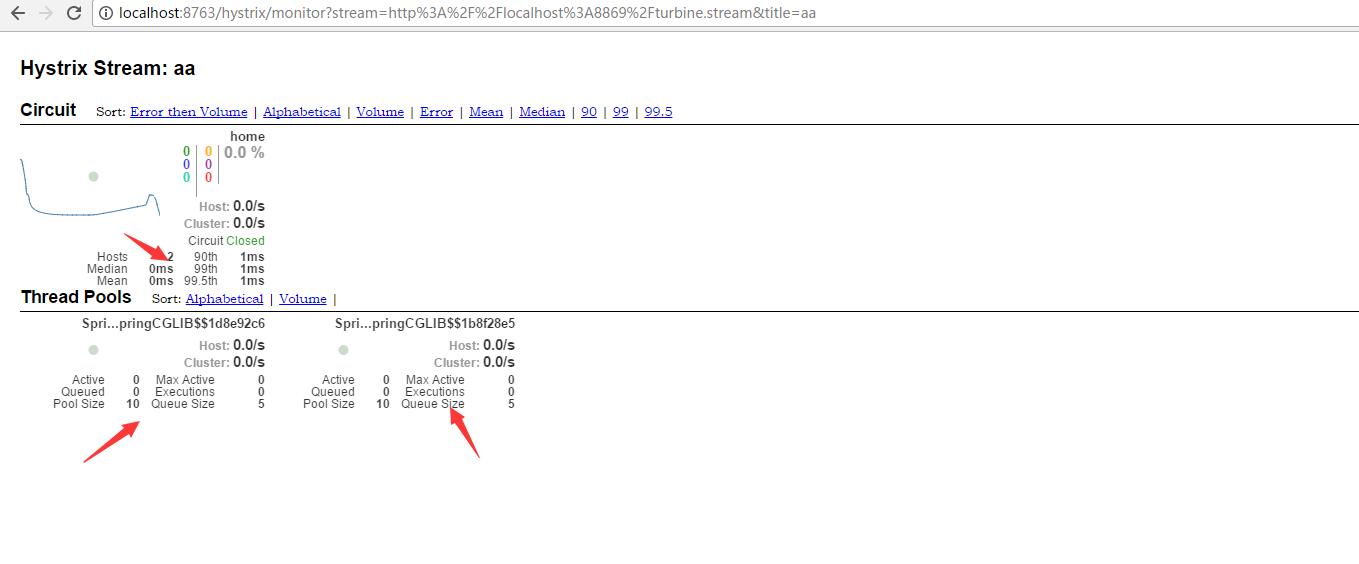 localhost:8763/hystrix/monitor?stream=http%3A%2F%2Flocalhost%3A8869%2Fturbine.stream&title=aa
Hystrix Stream: aa
Circuit Sort: Error then Volume | Alphabetical | Volume | Error | Mean | Median | 90 | 99 | 99.5
home
0 0 0.0 %
0 0
0 0
Host: 0.0/s
Cluster: 0.0/s
Circuit Closed
Hosts 2 90th 1ms
Median 0ms 99th 1ms
Mean 0ms 99.5th 1ms
Thread Pools Sort: Alphabetical | Volume |
Spri...pringCGLIB$$1d8e92c6 Spri...pringCGLIB$$1b8f28e5
Host: 0.0/s Host: 0.0/s
Cluster: 0.0/s Cluster: 0.0/s
Active 0 Max Active 0 Active 0 Max Active 0
Queued 0 Executions 0 Queued 0 Executions 0
Pool Size 10 Queue Size 5 Pool Size 10 Queue Size 5